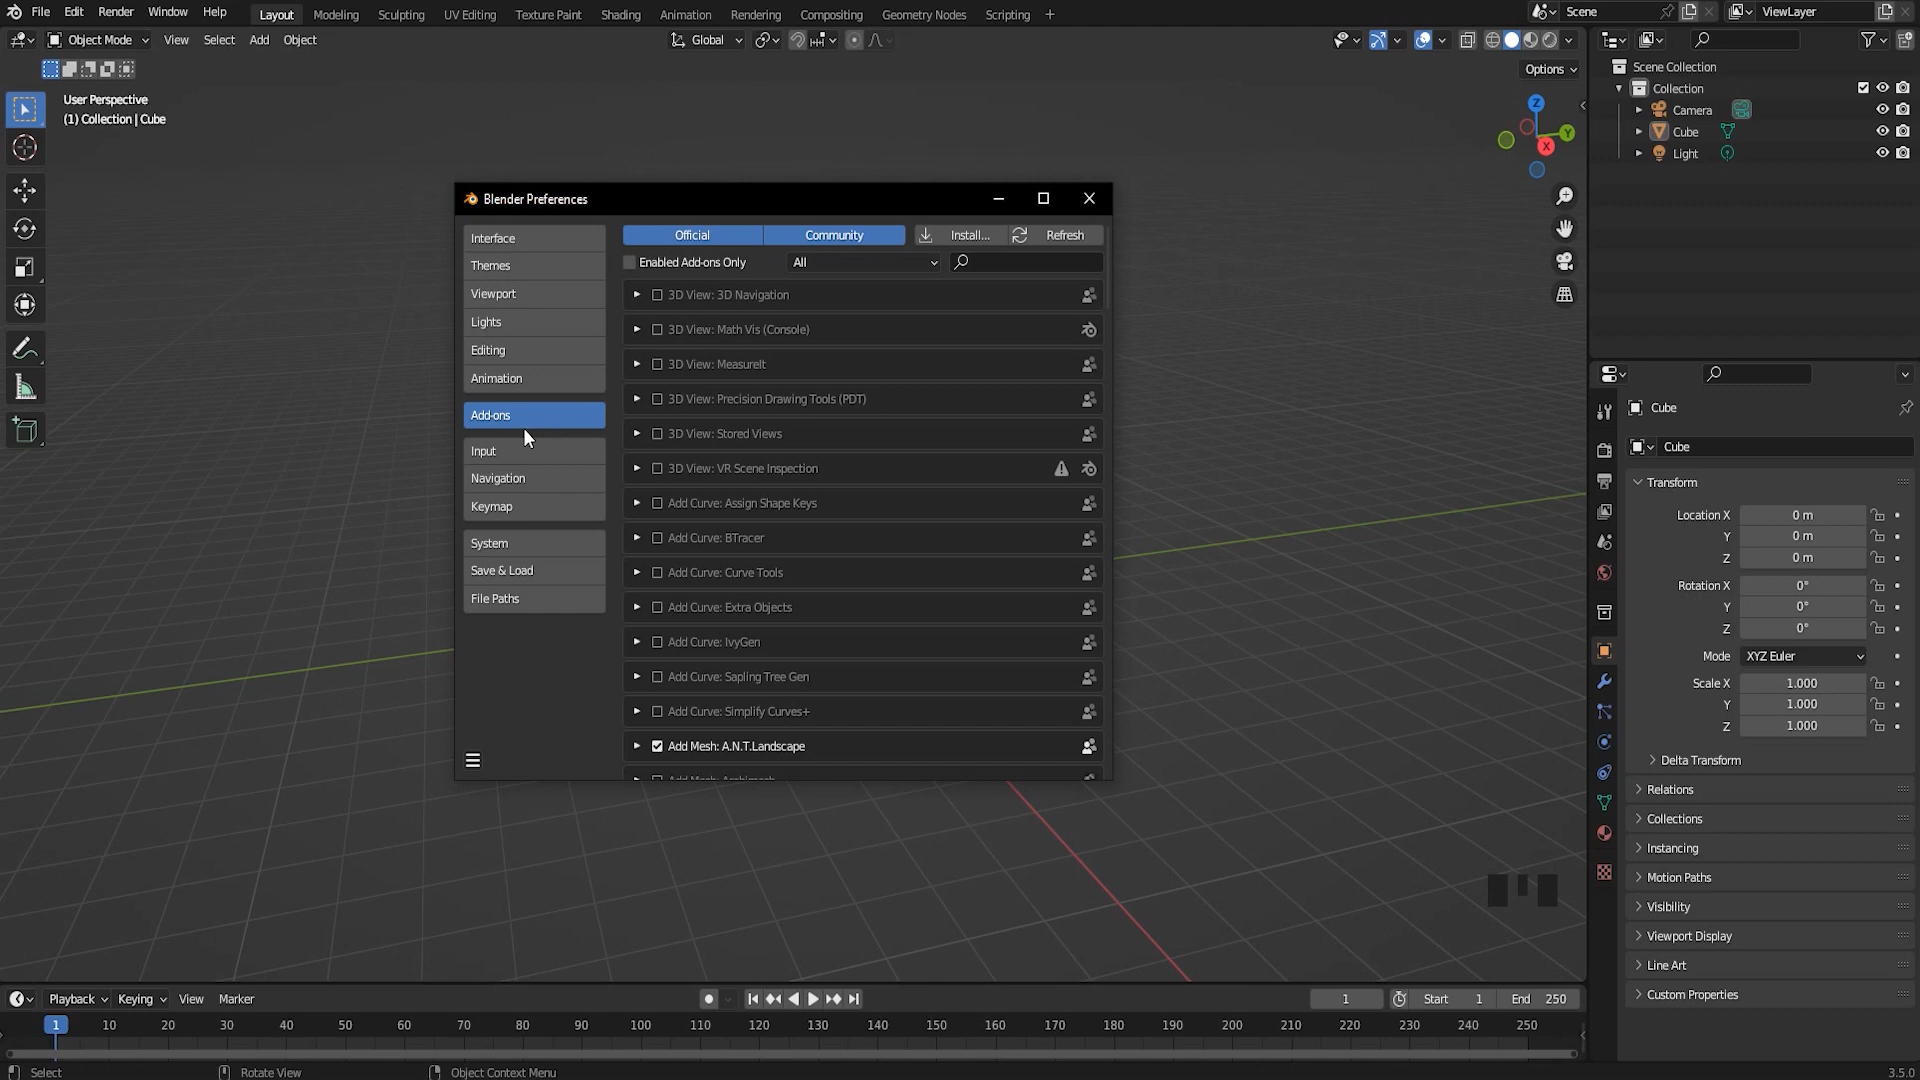 File Edit Render Window Help Layout Modeling Sculpting UV Editing Texture Paint Shading Animation Rendering Compositing Geometry Nodes Scripting + Scene ViewLayer
Object Mode View Select Add Object Global
Options
User Perspective
(1) Collection | Cube
Z
Y
X
Scene Collection
Collection
Camera
Cube
Light
Blender Preferences
Interface
Themes
Viewport
Lights
Editing
Animation
Add-ons
Input
Navigation
Keymap
System
Save & Load
File Paths
Official Community Install... Refresh
Enabled Add-ons Only All
3D View: 3D Navigation
3D View: Math Vis (Console)
3D View: MeasureIt
3D View: Precision Drawing Tools (PDT)
3D View: Stored Views
3D View: VR Scene Inspection
Add Curve: Assign Shape Keys
Add Curve: BTracer
Add Curve: Curve Tools
Add Curve: Extra Objects
Add Curve: IvyGen
Add Curve: Sapling Tree Gen
Add Curve: Simplify Curves+
Add Mesh: A.N.T.Landscape
Add Mesh: Archimesh
Cube
Cube
Transform
Location X 0 m
Y 0 m
Z 0 m
Rotation X 0°
Y 0°
Z 0°
Mode XYZ Euler
Scale X 1.000
Y 1.000
Z 1.000
Delta Transform
Relations
Collections
Instancing
Motion Paths
Visibility
Viewport Display
Line Art
Custom Properties
Playback Keying View Marker 1 Start 1 End 250
1 10 20 30 40 50 60 70 80 90 100 110 120 130 140 150 160 170 180 190 200 210 220 230 240 250
Select Rotate View Object Context Menu 3.5.0